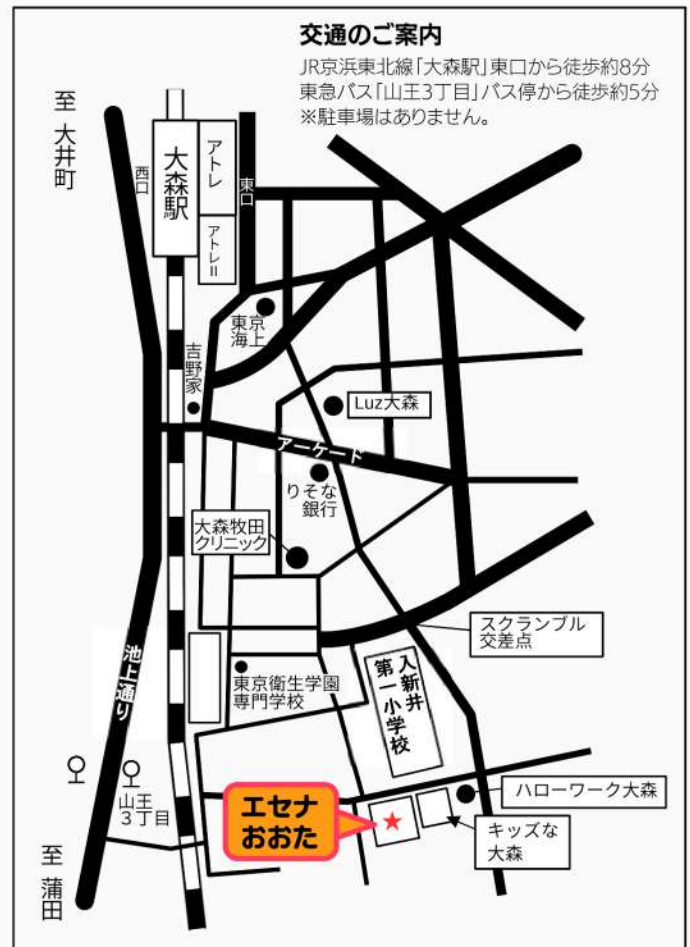 交通のご案内
JR京浜東北線「大森駅」東口から徒歩約8分
東急バス「山王3丁目」バス停から徒歩約5分
※駐車場はありません。
至 大井町
西口
大森駅
アトレ
アトレII
東口
東京
海上
吉野家
Luz大森
アーケード
りそな
銀行
大森牧田
クリニック
スクランブル
交差点
池上通り
東京衛生学園
専門学校
入新井
第一小学校
山王
3丁目
エセナ
おおた
ハローワーク大森
キッズな
大森
至 蒲田